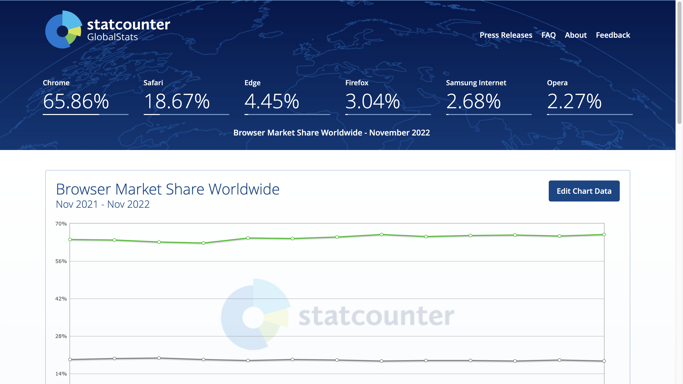 statcounter
GlobalStats
Press Releases FAQ About Feedback
Chrome Safari Edge Firefox Samsung Internet Opera
65.86% 18.67% 4.45% 3.04% 2.68% 2.27%
Browser Market Share Worldwide - November 2022
Browser Market Share Worldwide
Nov 2021 - Nov 2022
Edit Chart Data
70%
56%
42%
statcounter
28%
14%